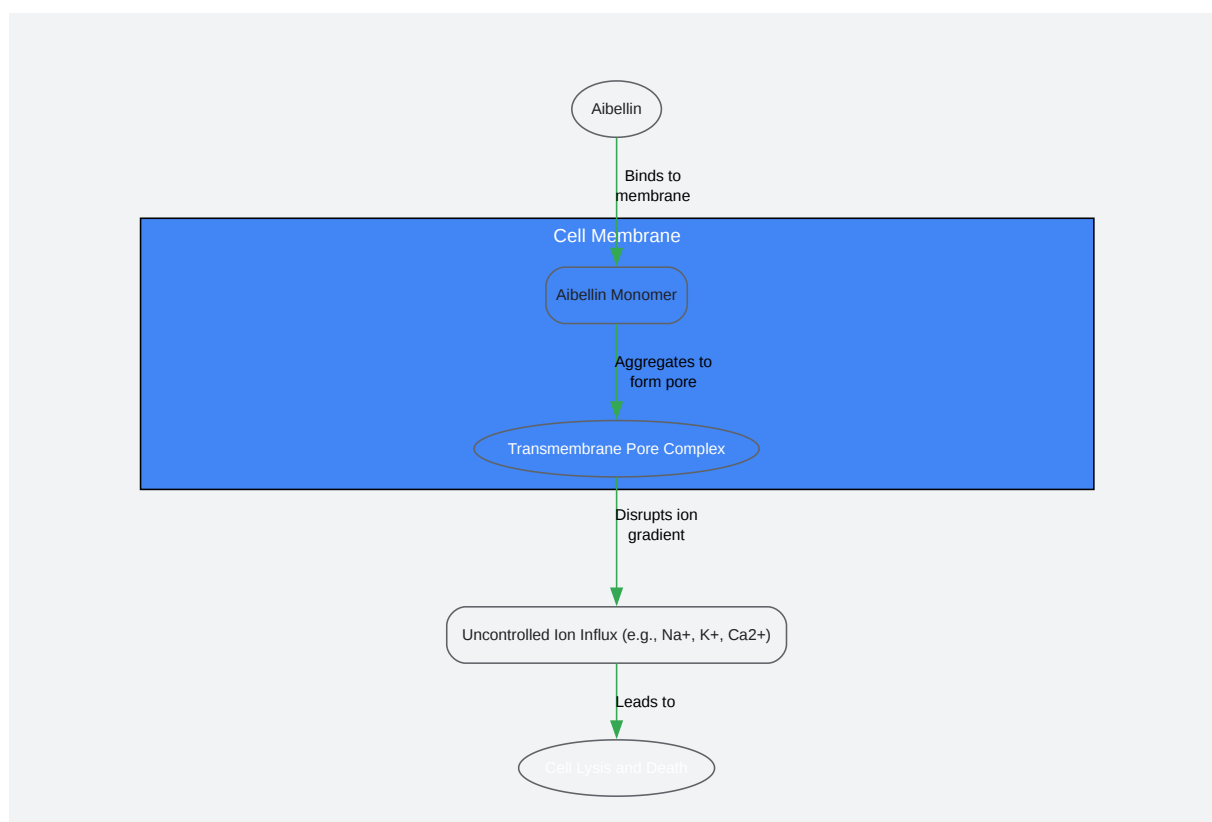 Aibellin
Binds to
membrane
Cell Membrane
Aibellin Monomer
Aggregates to
form pore
Transmembrane Pore Complex
Disrupts ion
gradient
Uncontrolled Ion Influx (e.g., Na+, K+, Ca2+)
Leads to
Cell Lysis and Death